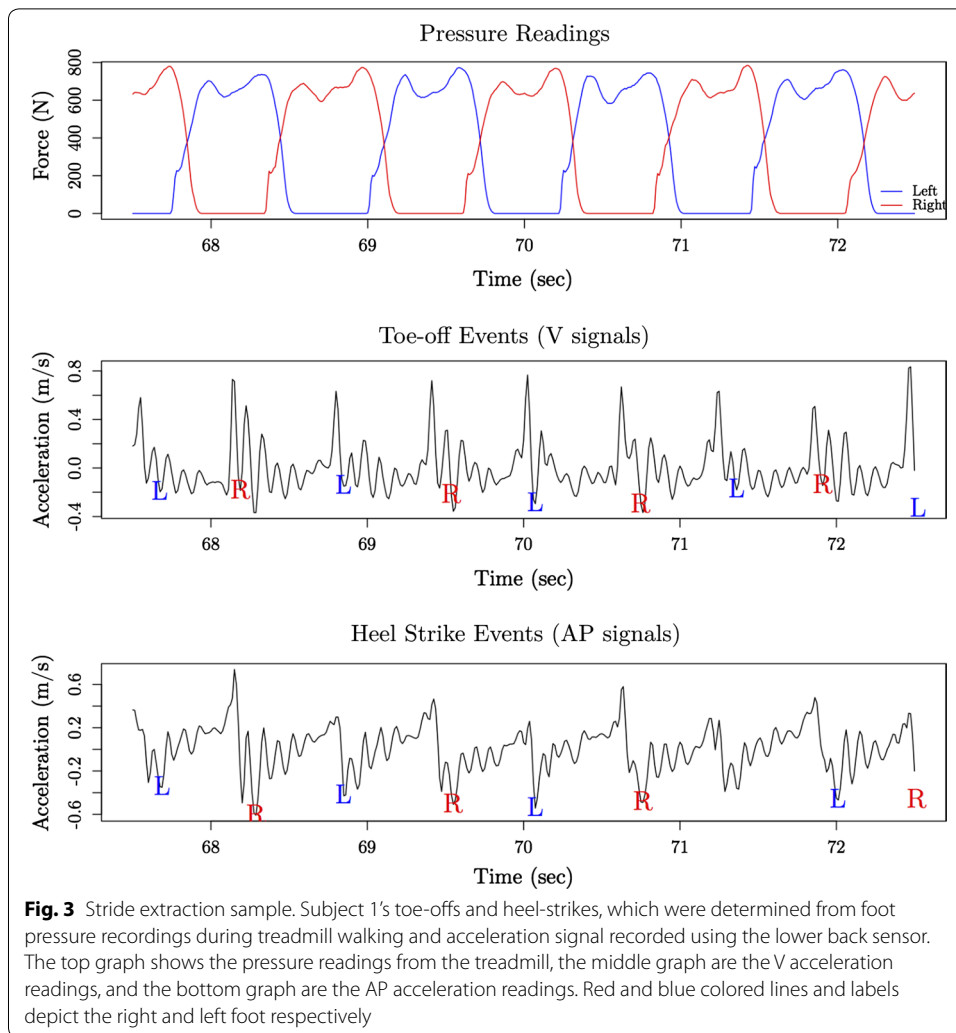 Pressure Readings
Force (N)
0 200 400 600 800
Left
Right
68 69 70 71 72
Time (sec)
Toe-off Events (V signals)
Acceleration (m/s)
-0.4 0.0 0.4 0.8
L R L R L R L R L
68 69 70 71 72
Time (sec)
Heel Strike Events (AP signals)
Acceleration (m/s)
-0.6 -0.2 0.2 0.6
L R L R L R L R
68 69 70 71 72
Time (sec)
Fig. 3 Stride extraction sample. Subject 1's toe-offs and heel-strikes, which were determined from foot
pressure recordings during treadmill walking and acceleration signal recorded using the lower back sensor.
The top graph shows the pressure readings from the treadmill, the middle graph are the V acceleration
readings, and the bottom graph are the AP acceleration readings. Red and blue colored lines and labels
depict the right and left foot respectively